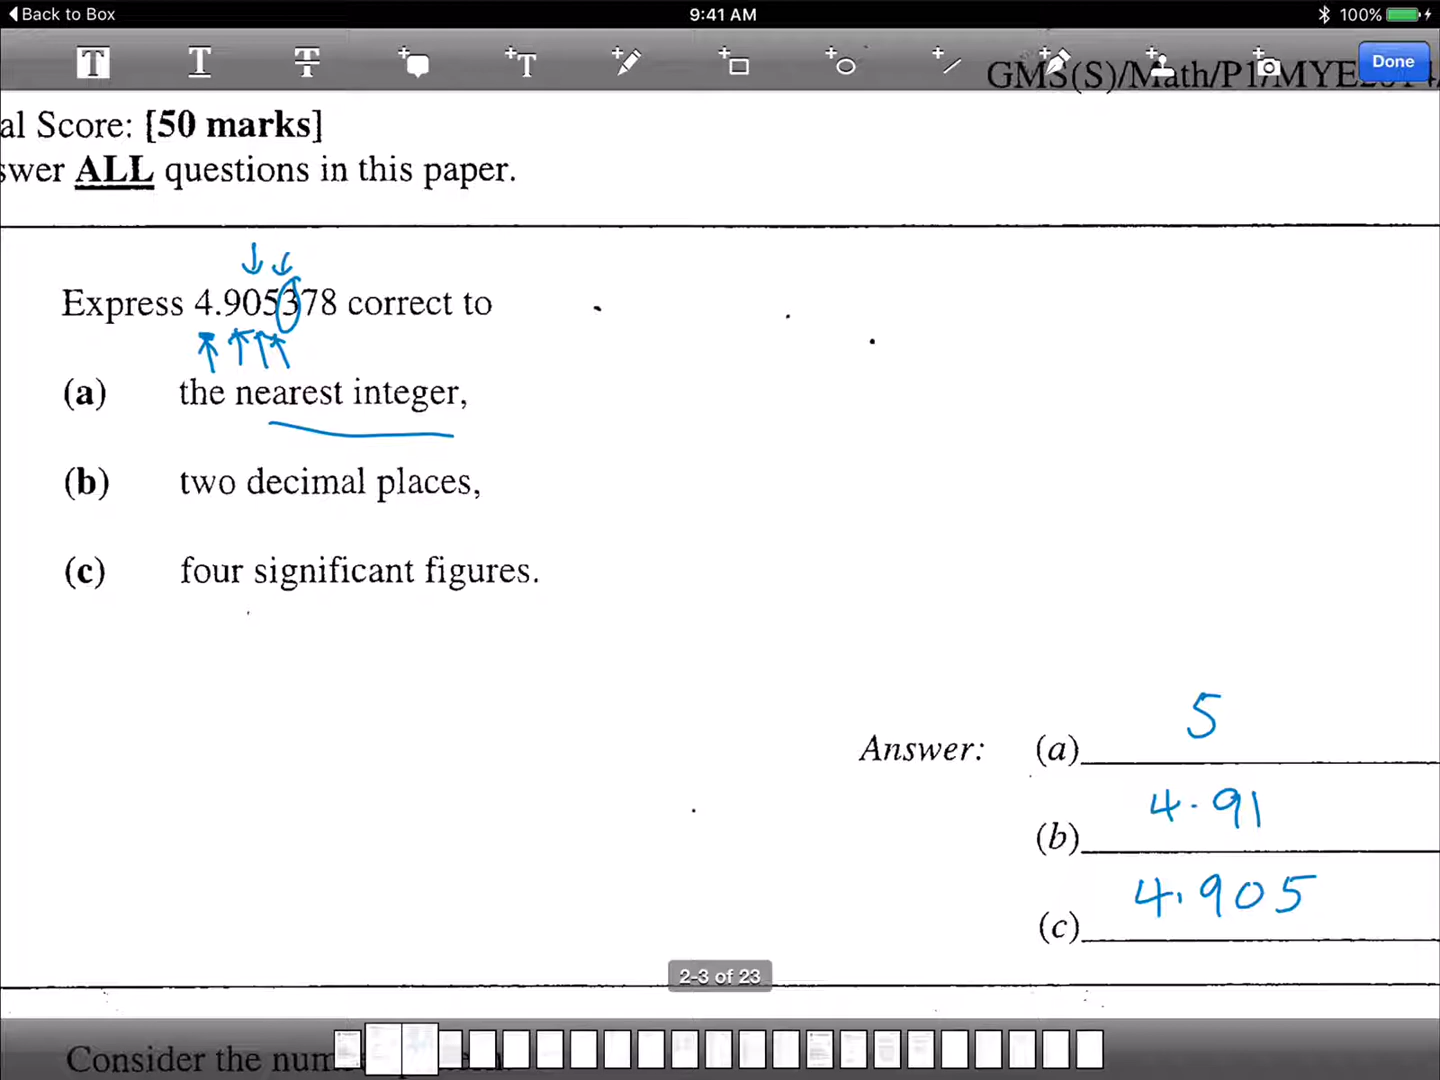 Back to Box 9:41 AM 100%
T T T T Done
GMS(S)/Math/P1/MYE2014
al Score: [50 marks]
swer ALL questions in this paper.
Express 4.905378 correct to
(a) the nearest integer,
(b) two decimal places,
(c) four significant figures.
Answer: (a) 5
(b) 4.91
(c) 4.905
2-3 of 23
Consider the num